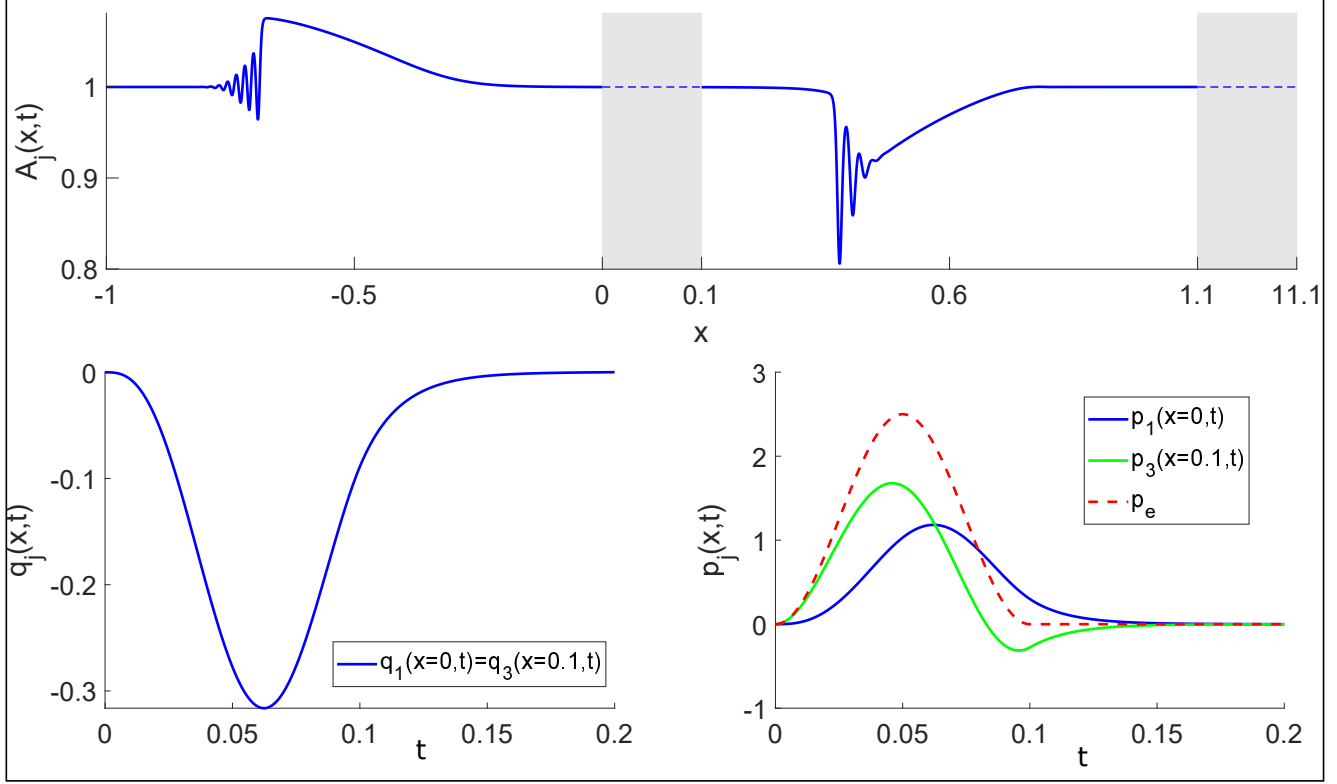 A_j(x,t)
1
0.9
0.8
-1 -0.5 0 0.1 0.6 1.1 11.1
x
q_j(x,t)
0
-0.1
-0.2
-0.3
q_1(x=0,t)=q_3(x=0.1,t)
0 0.05 0.1 0.15 0.2
t
p_j(x,t)
3
2
1
0
-1
p_1(x=0,t)
p_3(x=0.1,t)
p_e
0 0.05 0.1 0.15 0.2
t